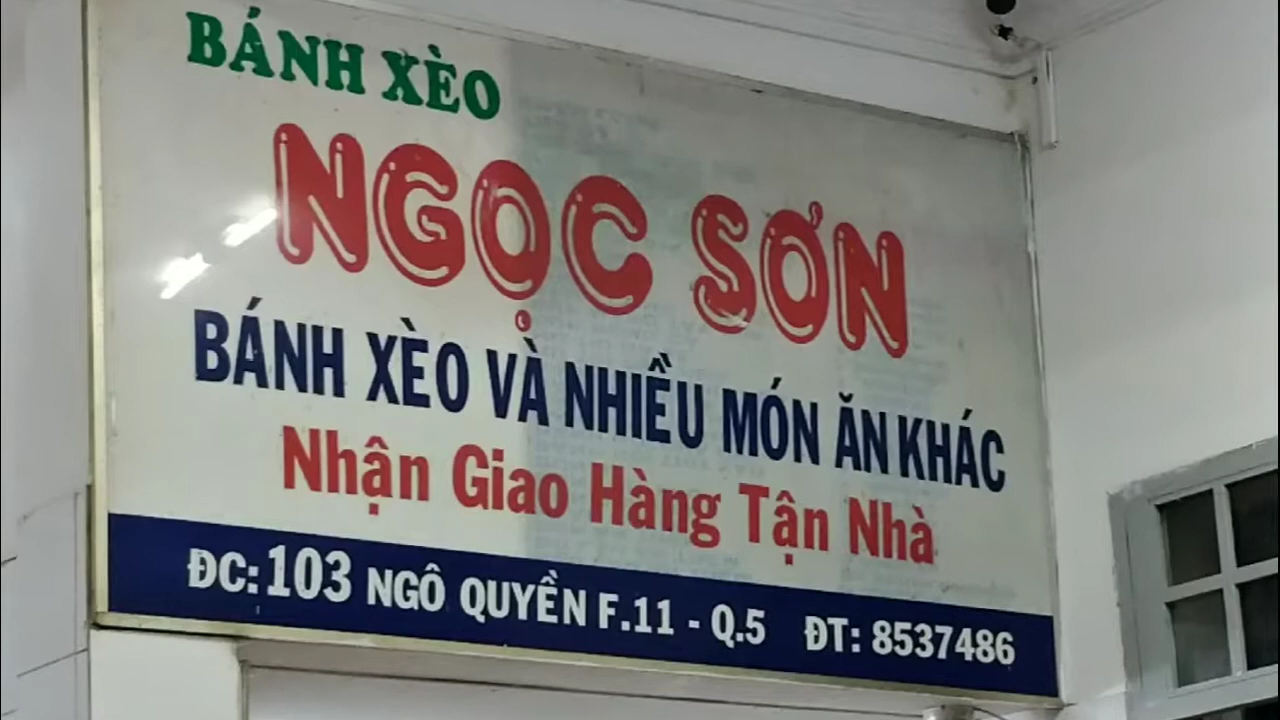 BÁNH XÈO
NGỌC SƠN
BÁNH XÈO VÀ NHIỀU MÓN ĂN KHÁC
Nhận Giao Hàng Tận Nhà
ĐC: 103 NGÔ QUYỀN F.11 - Q.5 ĐT: 8537486